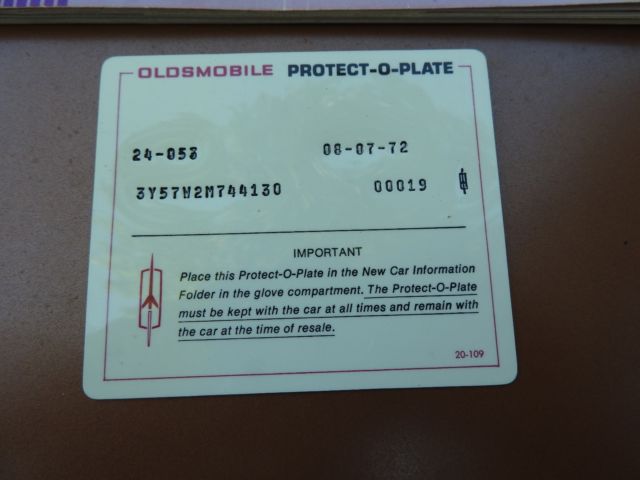 OLDSMOBILE PROTECT-O-PLATE
24-053 08-07-72
3Y57W2M744130 00019
IMPORTANT
Place this Protect-O-Plate in the New Car Information
Folder in the glove compartment. The Protect-O-Plate
must be kept with the car at all times and remain with
the car at the time of resale.
20-109